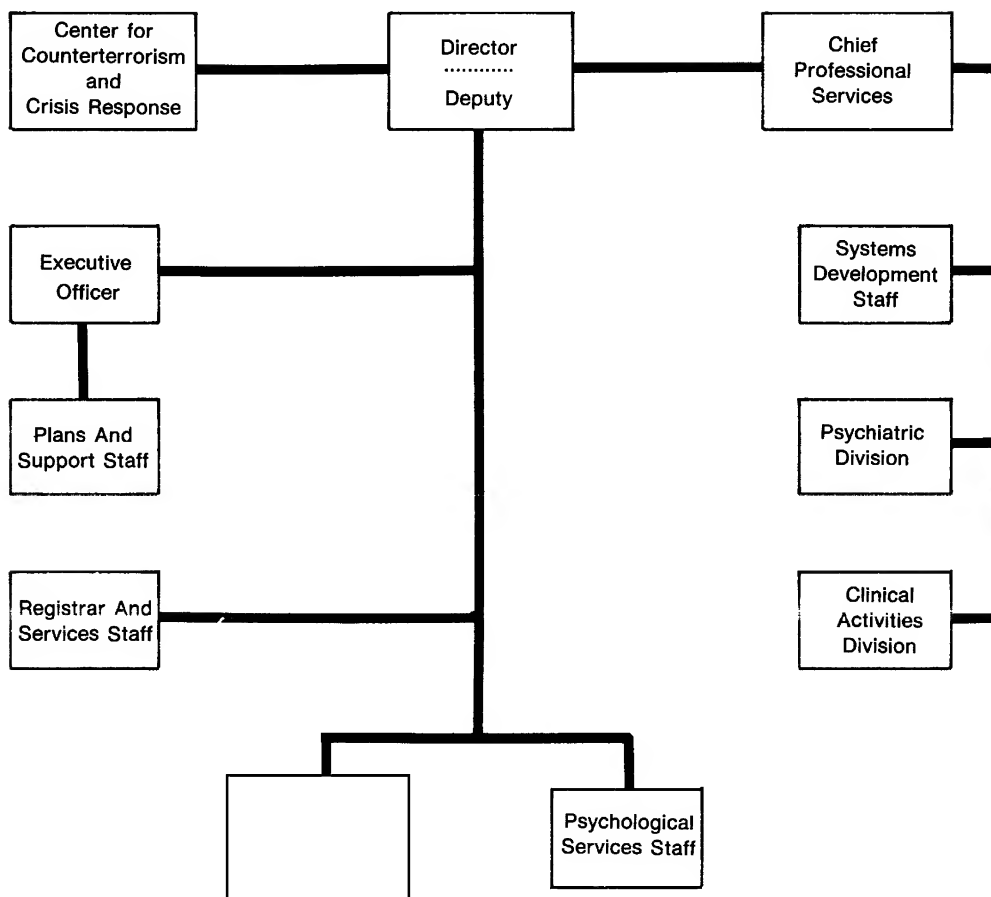 Center for
Counterterrorism
and
Crisis Response
Director
............
Deputy
Chief
Professional
Services
Executive
Officer
Systems
Development
Staff
Plans And
Support Staff
Psychiatric
Division
Registrar And
Services Staff
Clinical
Activities
Division
Psychological
Services Staff